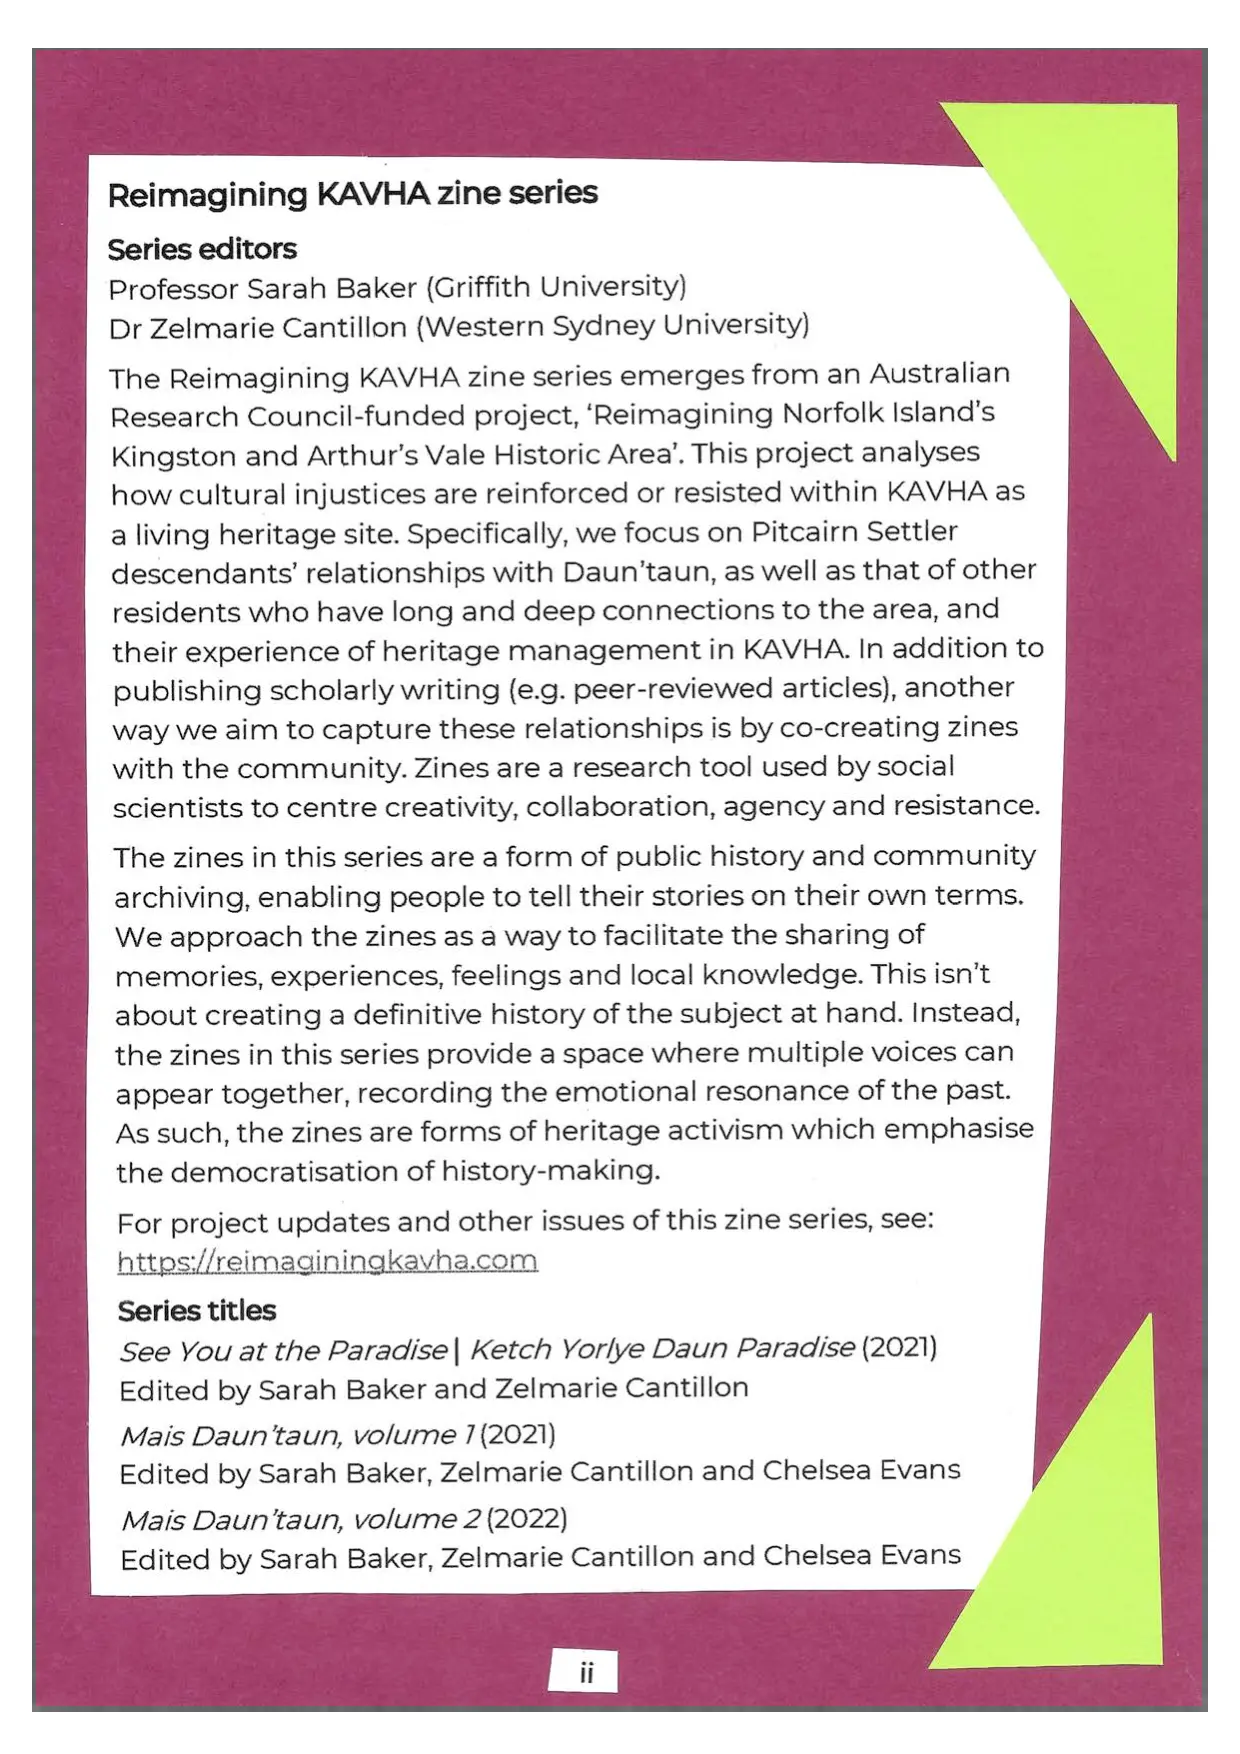 Reimagining KAVHA zine series
Series editors
Professor Sarah Baker (Griffith University)
Dr Zelmarie Cantillon (Western Sydney University)
The Reimagining KAVHA zine series emerges from an Australian
Research Council-funded project, ‘Reimagining Norfolk Island’s
Kingston and Arthur’s Vale Historic Area’. This project analyses
how cultural injustices are reinforced or resisted within KAVHA as
a living heritage site. Specifically, we focus on Pitcairn Settler
descendants’ relationships with Daun’taun, as well as that of other
residents who have long and deep connections to the area, and
their experience of heritage management in KAVHA. In addition to
publishing scholarly writing (e.g. peer-reviewed articles), another
way we aim to capture these relationships is by co-creating zines
with the community. Zines are a research tool used by social
scientists to centre creativity, collaboration, agency and resistance.
The zines in this series are a form of public history and community
archiving, enabling people to tell their stories on their own terms.
We approach the zines as a way to facilitate the sharing of
memories, experiences, feelings and local knowledge. This isn’t
about creating a definitive history of the subject at hand. Instead,
the zines in this series provide a space where multiple voices can
appear together, recording the emotional resonance of the past.
As such, the zines are forms of heritage activism which emphasise
the democratisation of history-making.
For project updates and other issues of this zine series, see:
https://reimaginingkavha.com
Series titles
See You at the Paradise | Ketch Yorlye Daun Paradise (2021)
Edited by Sarah Baker and Zelmarie Cantillon
Mais Daun’taun, volume 1 (2021)
Edited by Sarah Baker, Zelmarie Cantillon and Chelsea Evans
Mais Daun’taun, volume 2 (2022)
Edited by Sarah Baker, Zelmarie Cantillon and Chelsea Evans
ii